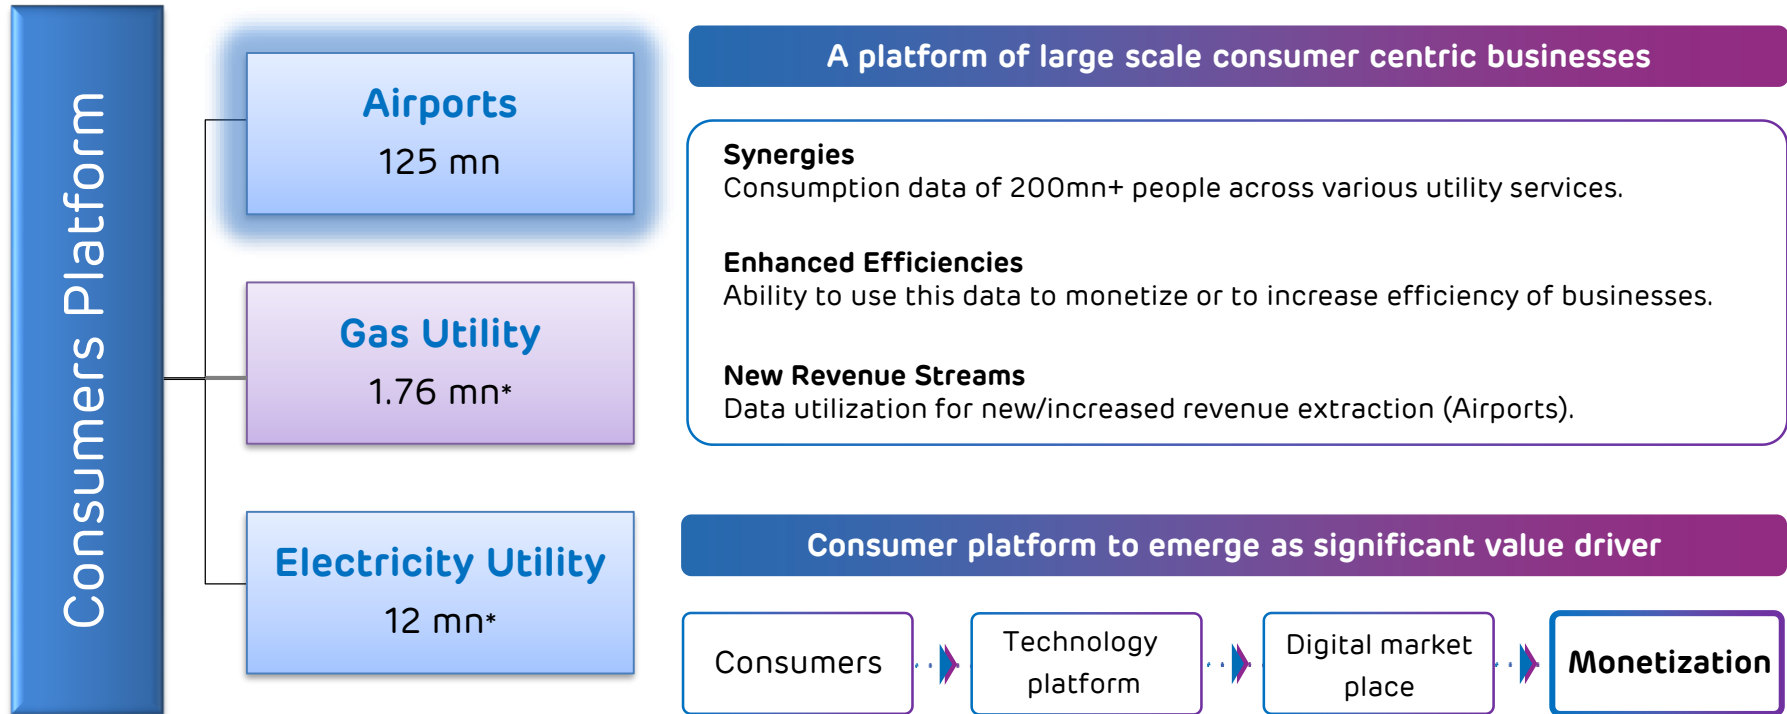 Consumers Platform
Airports
125 mn
Gas Utility
1.76 mn*
Electricity Utility
12 mn*
A platform of large scale consumer centric businesses
Synergies
Consumption data of 200mn+ people across various utility services.
Enhanced Efficiencies
Ability to use this data to monetize or to increase efficiency of businesses.
New Revenue Streams
Data utilization for new/increased revenue extraction (Airports).
Consumer platform to emerge as significant value driver
Consumers
Technology
platform
Digital market
place
Monetization